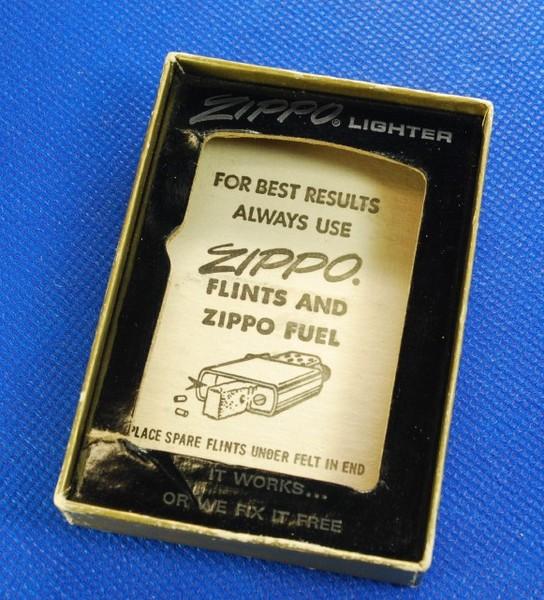 ZIPPO® LIGHTER
FOR BEST RESULTS
ALWAYS USE
ZIPPO.
FLINTS AND
ZIPPO FUEL
PLACE SPARE FLINTS UNDER FELT IN END
IT WORKS...
OR WE FIX IT FREE